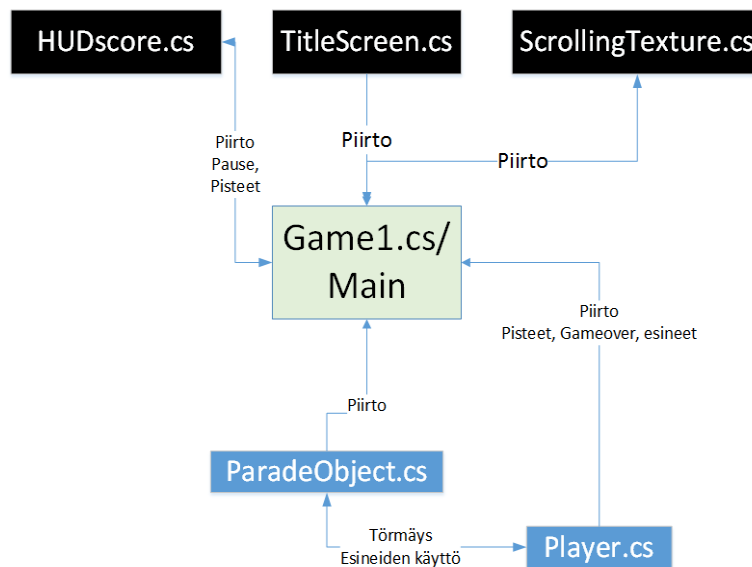 HUDscore.cs
TitleScreen.cs
ScrollingTexture.cs
Piirto
Pause,
Pisteet
Piirto
Piirto
Game1.cs/
Main
Piirto
Pisteet, Gameover, esineet
Piirto
ParadeObject.cs
Törmäys
Esineiden käyttö
Player.cs